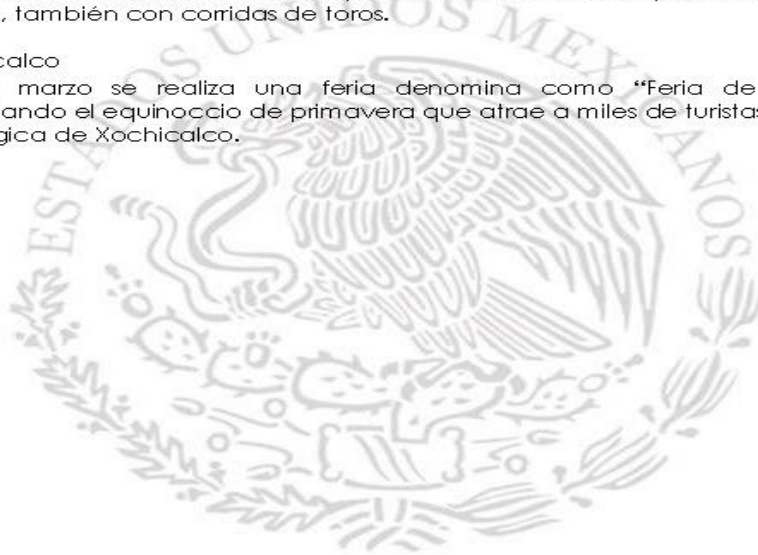 , también con corridas de toros.
calco
marzo se realiza una feria denomina como “Feria de
ando el equinoccio de primavera que atrae a miles de turistas
gica de Xochicalco.
ESTADOS UNIDOS MEXICANOS